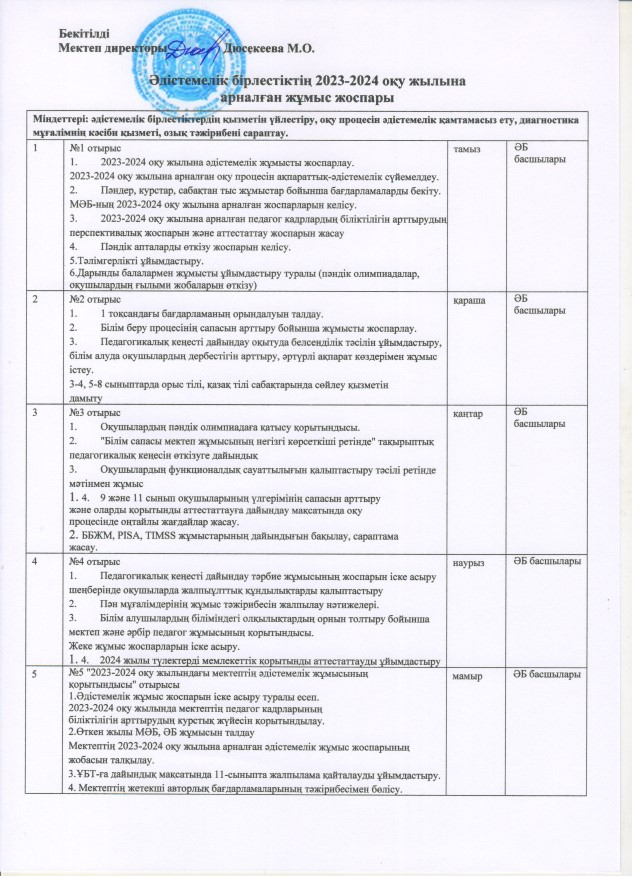 Бекітілді
Мектеп директоры Дюсекеева М.О.
Әдістемелік бірлестіктің 2023-2024 оқу жылына
арналған жұмыс жоспары
Міндеттері: әдістемелік бірлестіктердің қызметін үйлестіру, оқу процесін әдістемелік қамтамасыз ету, диагностика
мұғалімнің кәсіби қызметі, озық тәжірибені сараптау.
1 №1 отырыс тамыз ӘБ
басшылары
1. 2023-2024 оқу жылына әдістемелік жұмысты жоспарлау.
2023-2024 оқу жылына арналған оқу процесін ақпараттық-әдістемелік сүйемелдеу.
2. Пәндер, курстар, сабақтан тыс жұмыстар бойынша бағдарламаларды бекіту.
МӘБ-ның 2023-2024 оқу жылына арналған жоспарларын келісу.
3. 2023-2024 оқу жылына арналған педагог кадрлардың біліктілігін арттырудың
перспективалық жоспарын және аттестаттау жоспарын жасау
4. Пәндік апталарды өткізу жоспарын келісу.
5.Тәлімгерлікті ұйымдастыру.
6.Дарынды балалармен жұмысты ұйымдастыру туралы (пәндік олимпиадалар,
оқушылардың ғылыми жобаларын өткізу)
2 №2 отырыс қараша ӘБ
басшылары
1. 1 тоқсандағы бағдарламаның орындалуын талдау.
2. Білім беру процесінің сапасын арттыру бойынша жұмысты жоспарлау.
3. Педагогикалық кеңесті дайындау оқытуда белсенділік тәсілін ұйымдастыру,
білім алуда оқушылардың дербестігін арттыру, әртүрлі ақпарат көздерімен жұмыс
істеу.
3-4, 5-8 сыныптарда орыс тілі, қазақ тілі сабақтарында сөйлеу қызметін
дамыту
3 №3 отырыс қаңтар ӘБ
басшылары
1. Оқушылардың пәндік олимпиадаға қатысу қорытындысы.
2. "Білім сапасы мектеп жұмысының негізгі көрсеткіші ретінде" тақырыптық
педагогикалық кеңесін өткізуге дайындық
3. Оқушылардың функционалдық сауаттылығын қалыптастыру тәсілі ретінде
мәтінмен жұмыс
1. 4. 9 және 11 сынып оқушыларының үлгерімінің сапасын арттыру
және оларды қорытынды аттестаттауға дайындау мақсатында оқу
процесінде оңтайлы жағдайлар жасау.
2. ББЖМ, PISA, TIMSS жұмыстарының дайындығын бақылау, сараптама
жасау.
4 №4 отырыс наурыз ӘБ басшылары
1. Педагогикалық кеңесті дайындау тәрбие жұмысының жоспарын іске асыру
шеңберінде оқушыларда жалпыұлттық құндылықтарды қалыптастыру
2. Пән мұғалімдерінің жұмыс тәжірибесін жалпылау нәтижелері.
3. Білім алушылардың біліміндегі олқылықтардың орнын толтыру бойынша
мектеп және әрбір педагог жұмысының қорытындысы.
Жеке жұмыс жоспарларын іске асыру.
1. 4. 2024 жылы түлектерді мемлекеттік қорытынды аттестаттауды ұйымдастыру
5 №5 "2023-2024 оқу жылындағы мектептің әдістемелік жұмысының мамыр ӘБ басшылары
қорытындысы" отырысы
1.Әдістемелік жұмыс жоспарын іске асыру туралы есеп.
2023-2024 оқу жылында мектептің педагог кадрларының
біліктілігін арттырудың курстық жүйесін қорытындылау.
2.Өткен жылы МӘБ, ӘБ жұмысын талдау
Мектептің 2023-2024 оқу жылына арналған әдістемелік жұмыс жоспарының
жобасын талқылау.
3.ҰБТ-ға дайындық мақсатында 11-сыныпта жалпылама қайталауды ұйымдастыру.
4. Мектептің жетекші авторлық бағдарламаларының тәжірибесімен бөлісу.